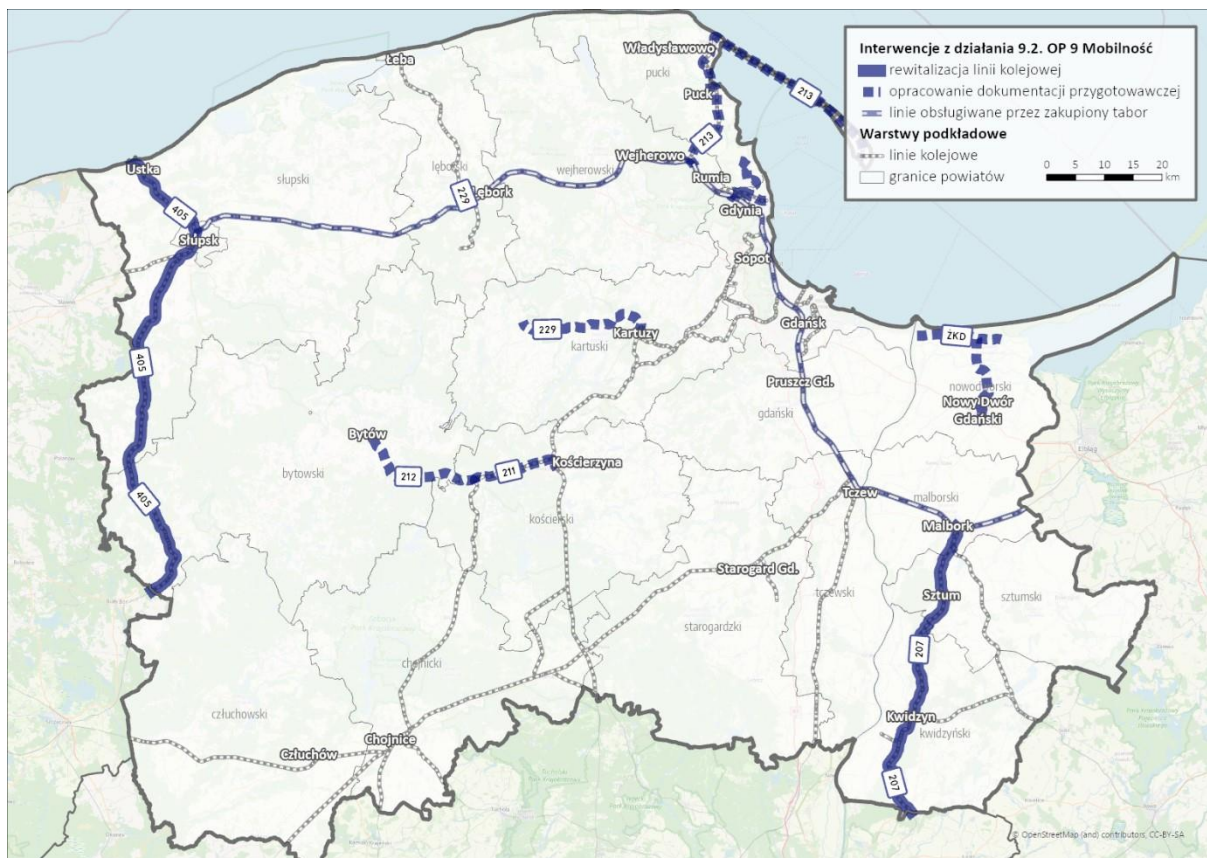 Interwencje z działania 9.2. OP 9 Mobilność
rewitalizacja linii kolejowej
opracowanie dokumentacji przygotowawczej
linie obsługiwane przez zakupiony tabor
Warstwy podkładowe
linie kolejowe
granice powiatów
0 5 10 15 20
km
Władysławowo
pucki
Łeba
Puck
213
213
Ustka
słupski
lęborski
wejherowski
Wejherowo
Rumia
405
229
Lębork
Gdynia
Słupsk
Sopot
229
Kartuzy
kartuski
Gdańsk
ŻKD
405
Pruszcz Gd.
gdański
nowodworski
Nowy Dwór
Gdański
Bytów
bytowski
212
211
Kościerzyna
405
kościerski
Tczew
malborski
Malbork
Starogard Gd.
tczewski
Sztum
sztumski
starogardzki
chojnicki
207
człuchowski
Kwidzyn
kwidzyński
Chojnice
Człuchów
207
© OpenStreetMap (and) contributors, CC-BY-SA